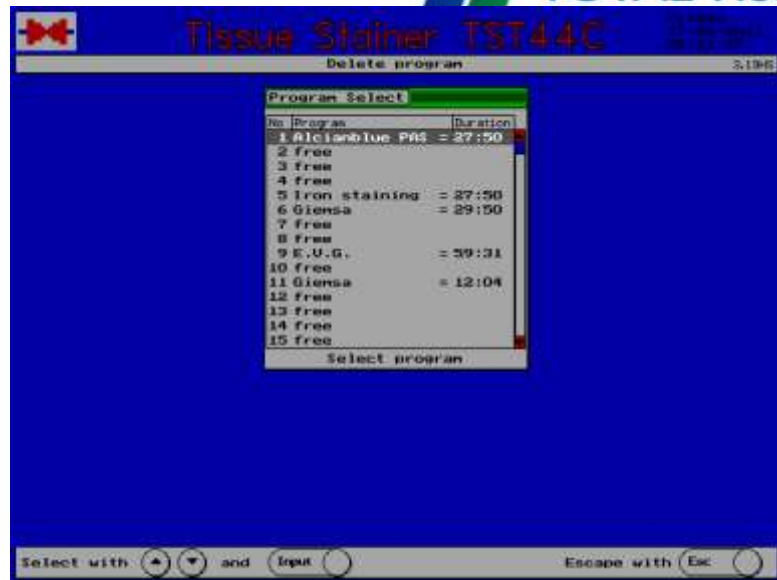 Tissue Stainer TST44C
Delete program
Program Select
No Program Duration
1 Alcianblue PAS = 27:50
2 free
3 free
4 free
5 Iron staining = 27:50
6 Giemsa = 29:50
7 free
8 free
9 E.V.G. = 59:31
10 free
11 Giemsa = 12:04
12 free
13 free
14 free
15 free
Select program
Select with and Input Escape with Esc